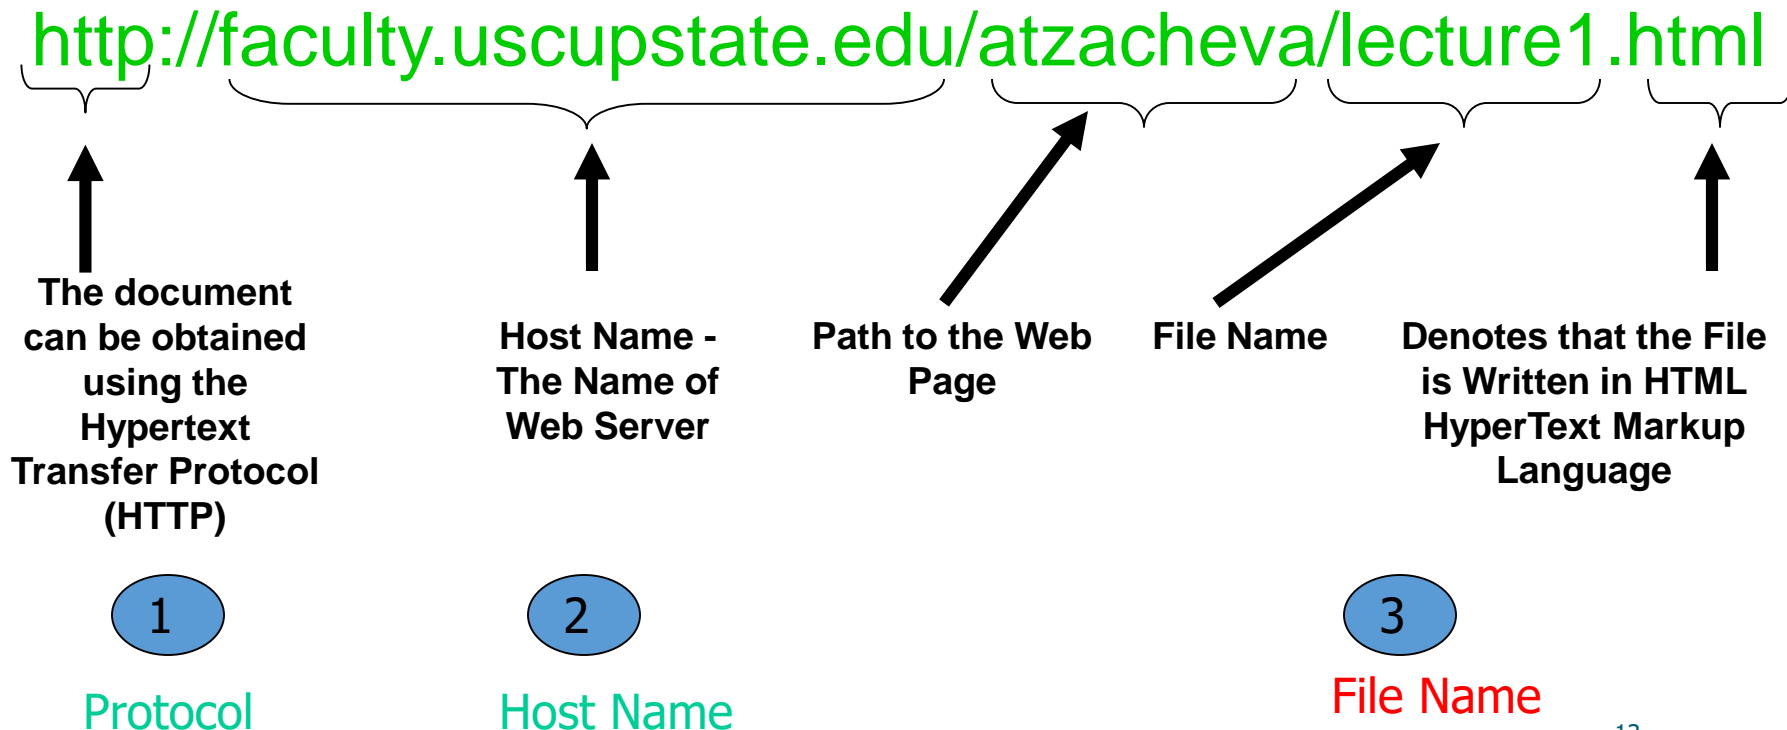 http://faculty.uscupstate.edu/atzacheva/lecture1.html
The document
can be obtained
using the
Hypertext
Transfer Protocol
(HTTP)
Host Name -
The Name of
Web Server
Path to the Web
Page
File Name
Denotes that the File
is Written in HTML
HyperText Markup
Language
1
2
3
Protocol
Host Name
File Name